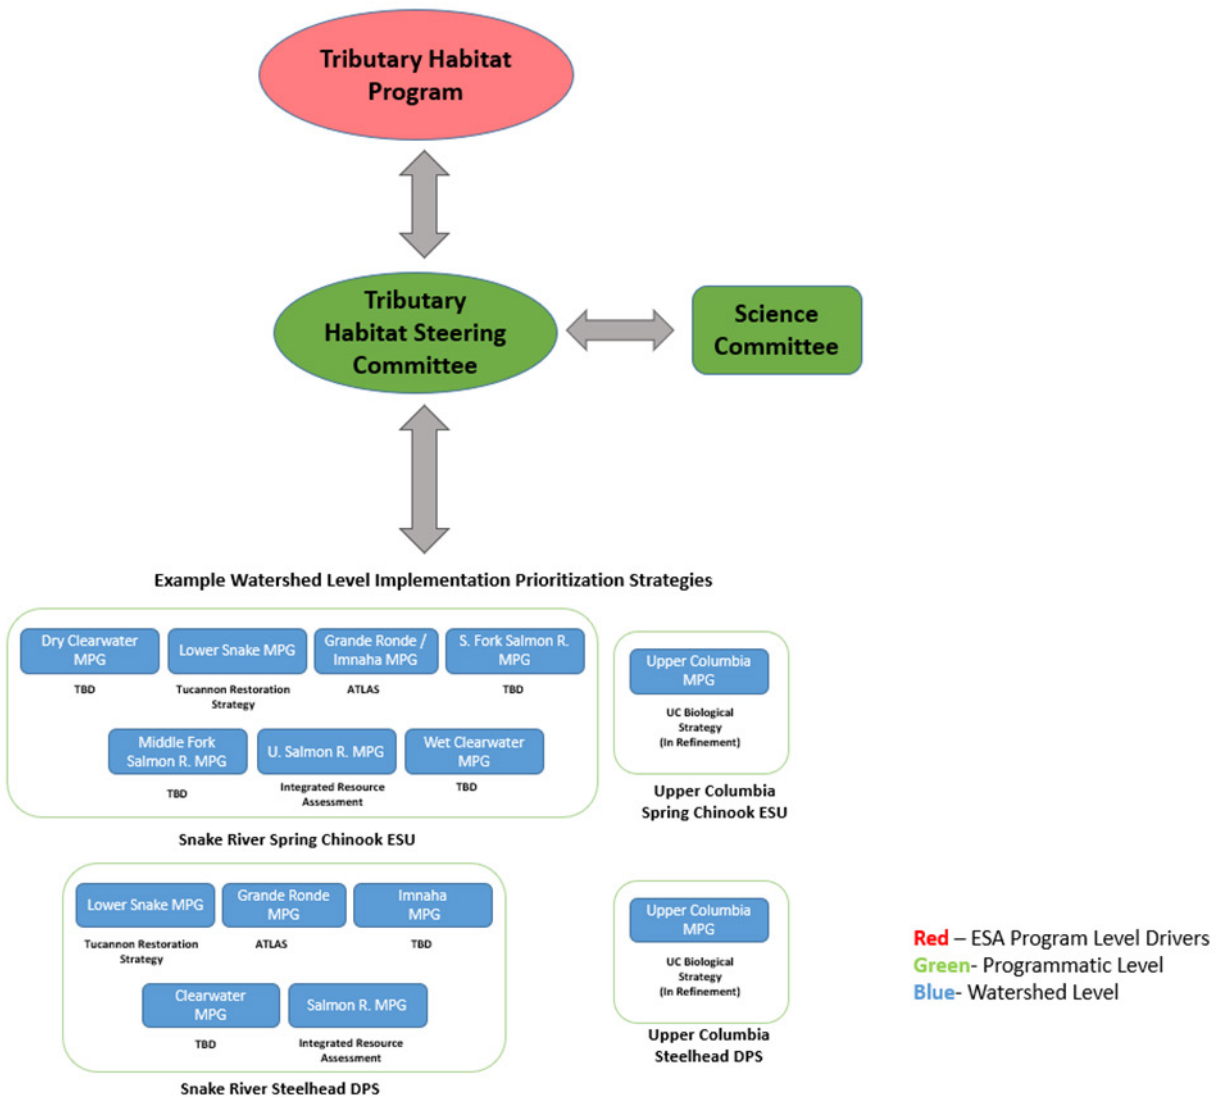 Tributary Habitat
Program
Tributary
Habitat Steering
Committee
Science
Committee
Example Watershed Level Implementation Prioritization Strategies
Dry Clearwater
MPG
TBD
Lower Snake MPG
Tucannon Restoration
Strategy
Grande Ronde /
Imnaha MPG
ATLAS
S. Fork Salmon R.
MPG
TBD
Middle Fork
Salmon R. MPG
TBD
U. Salmon R. MPG
Integrated Resource
Assessment
Wet Clearwater
MPG
TBD
Snake River Spring Chinook ESU
Upper Columbia
MPG
UC Biological
Strategy
(In Refinement)
Upper Columbia
Spring Chinook ESU
Lower Snake MPG
Tucannon Restoration
Strategy
Grande Ronde
MPG
ATLAS
Imnaha
MPG
TBD
Clearwater
MPG
TBD
Salmon R. MPG
Integrated Resource
Assessment
Snake River Steelhead DPS
Upper Columbia
MPG
UC Biological
Strategy
(In Refinement)
Upper Columbia
Steelhead DPS
Red – ESA Program Level Drivers
Green- Programmatic Level
Blue- Watershed Level